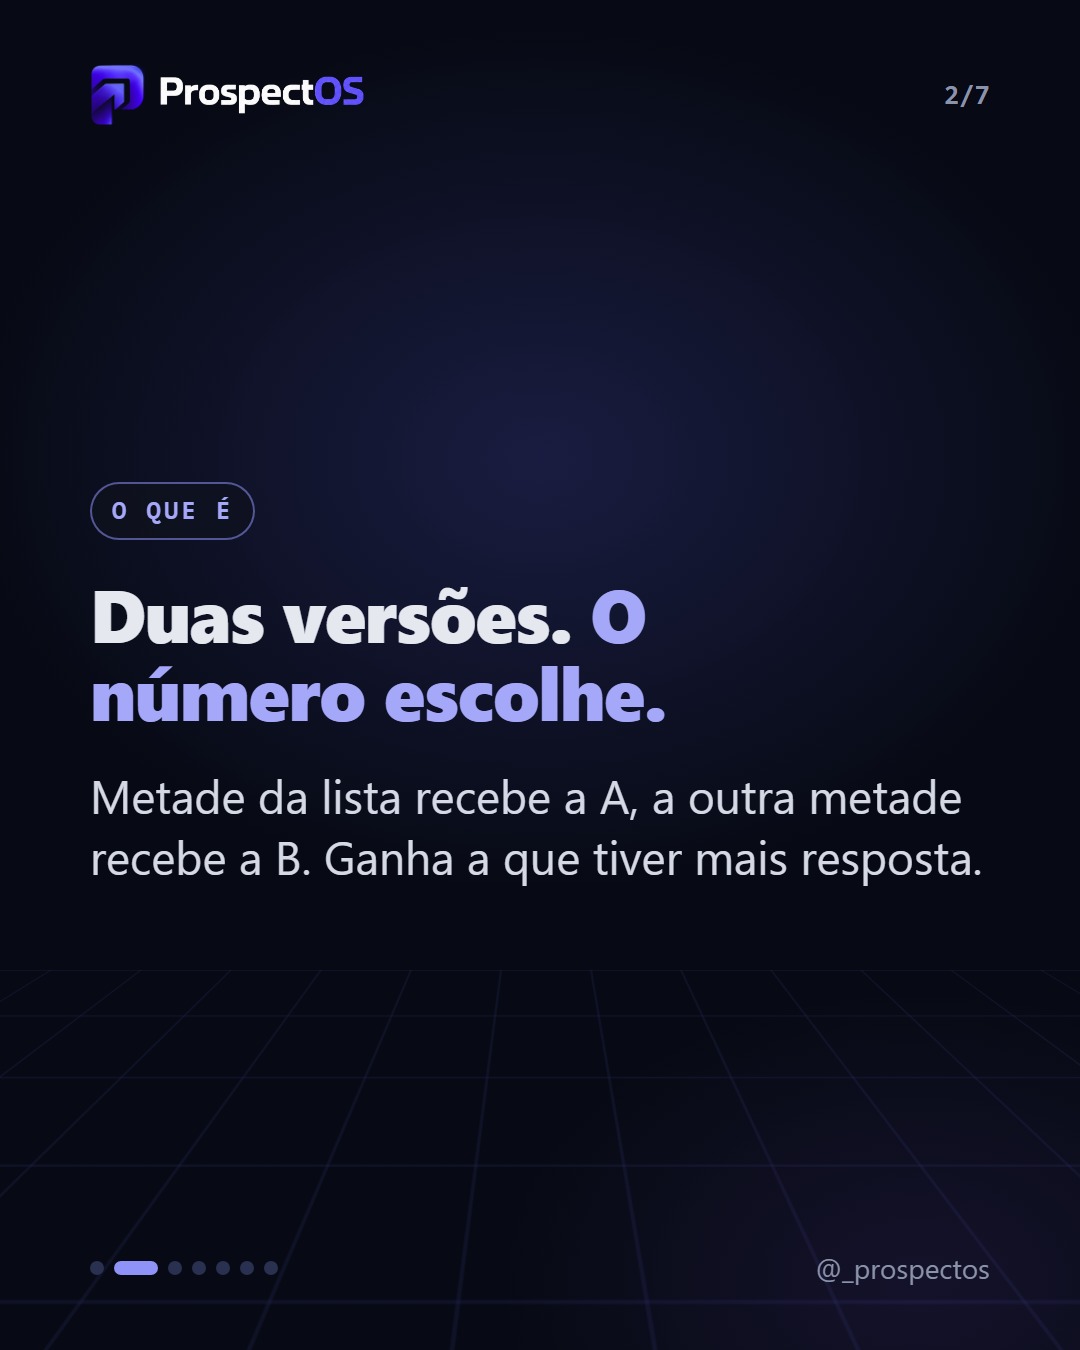 ProspectOS
2/7
O QUE É
Duas versões. O
número escolhe.
Metade da lista recebe a A, a outra metade
recebe a B. Ganha a que tiver mais resposta.
@_prospectos